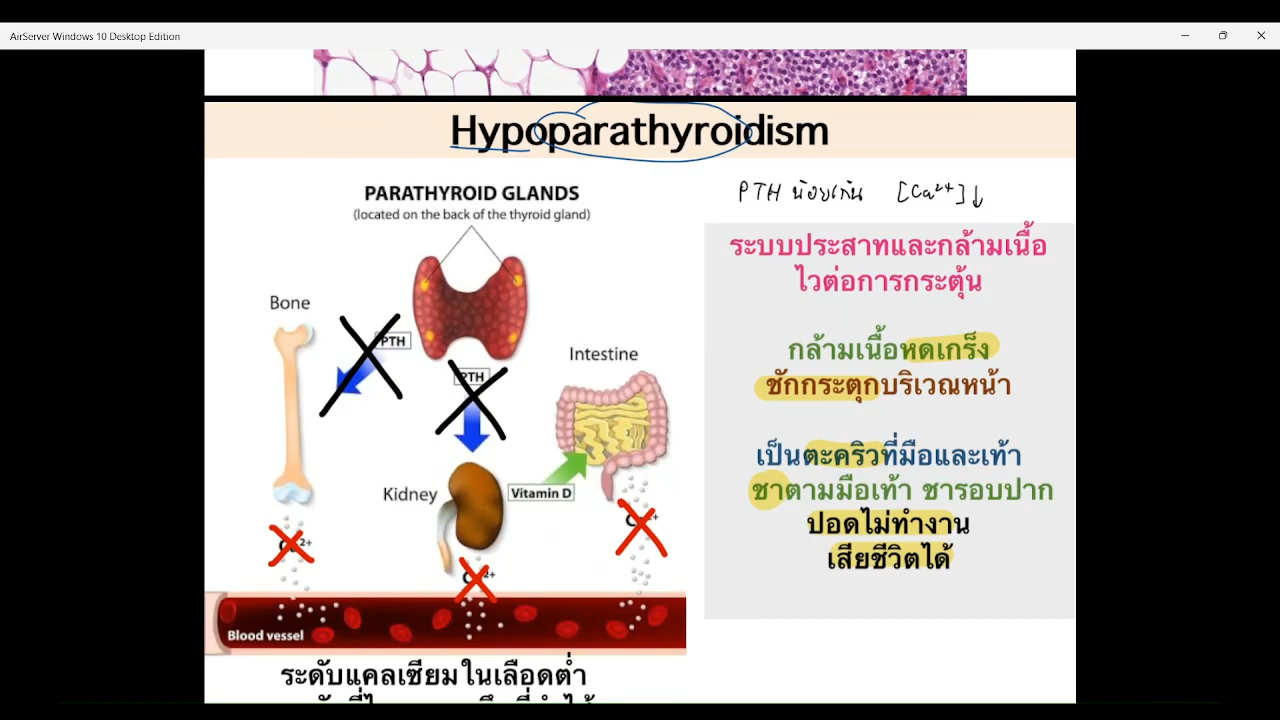 AirServer Windows 10 Desktop Edition
Hypoparathyroidism
PARATHYROID GLANDS
(located on the back of the thyroid gland)
PTH น้อยเกิน [Ca²⁺]↓
ระบบประสาทและกล้ามเนื้อ
ไวต่อการกระตุ้น
Bone
PTH
Intestine
กล้ามเนื้อหดเกร็ง
ชักกระตุกบริเวณหน้า
PTH
เป็นตะคริวที่มือและเท้า
Kidney
Vitamin D
ชาตามมือเท้า ชารอบปาก
ปอดไม่ทำงาน
เสียชีวิตได้
Blood vessel
ระดับแคลเซียมในเลือดต่ำ